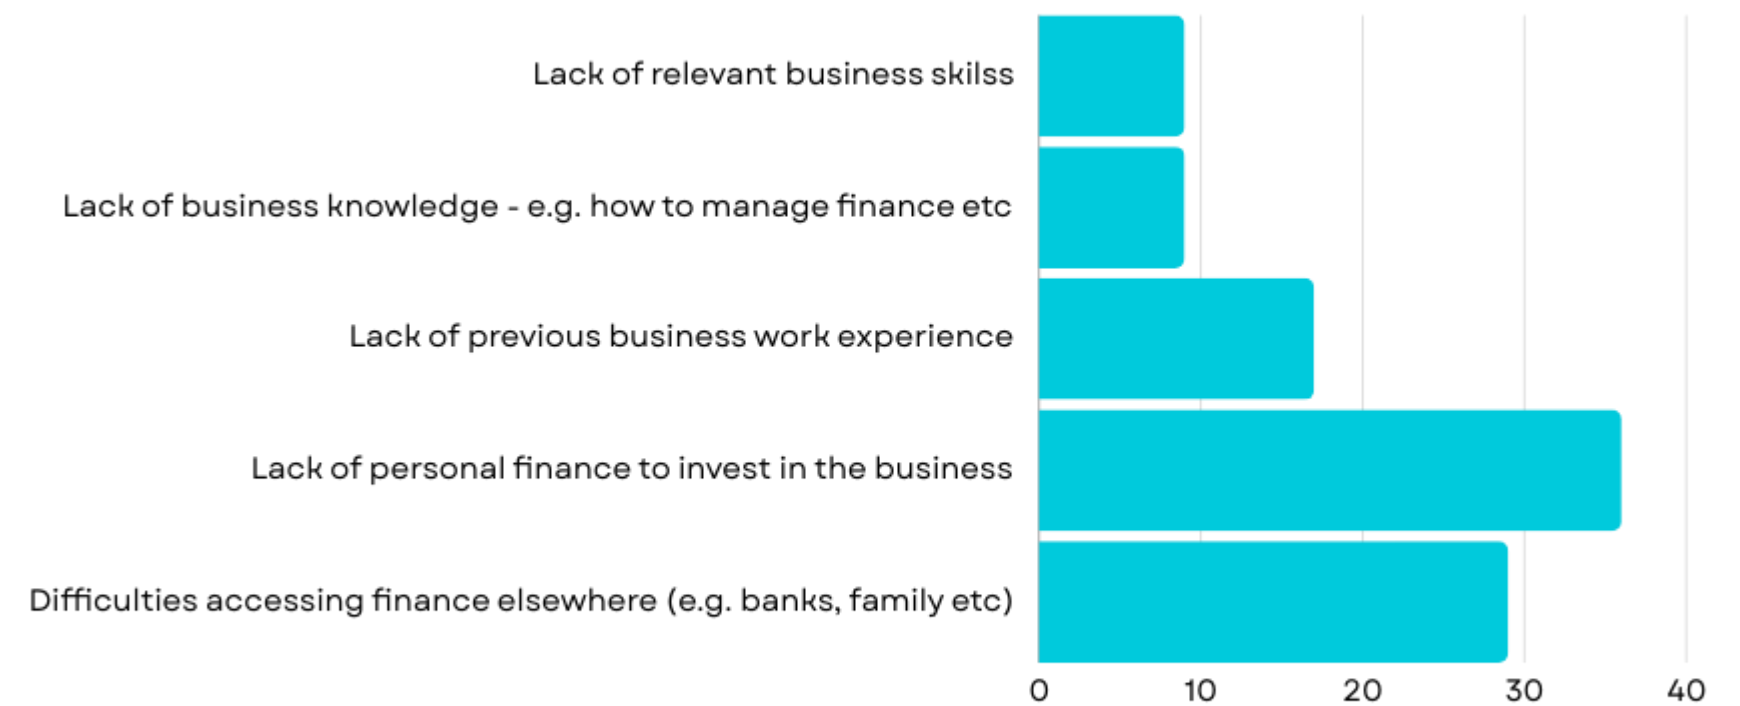 Lack of relevant business skilss
Lack of business knowledge - e.g. how to manage finance etc
Lack of previous business work experience
Lack of personal finance to invest in the business
Difficulties accessing finance elsewhere (e.g. banks, family etc)
0 10 20 30 40